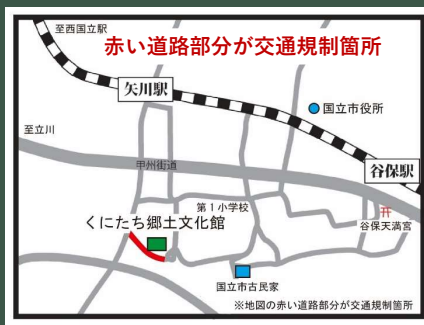 至西国立駅
赤い道路部分が交通規制箇所
矢川駅
国立市役所
至立川
甲州街道
谷保駅
第1小学校
くにたち郷土文化館
谷保天満宮
国立市古民家
※地図の赤い道路部分が交通規制箇所